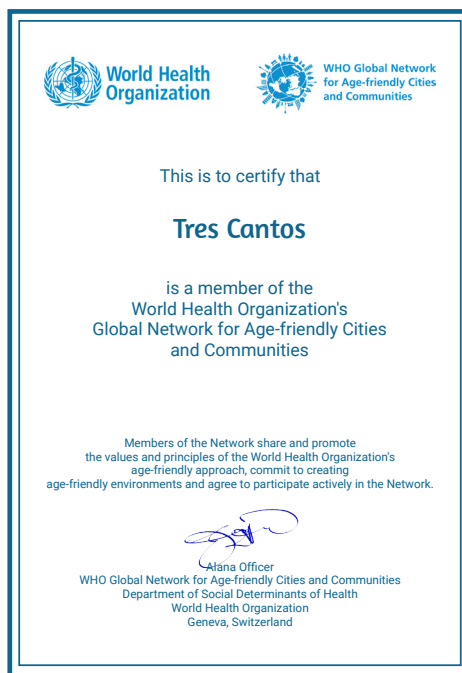 World Health
Organization
WHO Global Network
for Age-friendly Cities
and Communities
This is to certify that
Tres Cantos
is a member of the
World Health Organization's
Global Network for Age-friendly Cities
and Communities
Members of the Network share and promote
the values and principles of the World Health Organization's
age-friendly approach, commit to creating
age-friendly environments and agree to participate actively in the Network.
Alana Officer
WHO Global Network for Age-friendly Cities and Communities
Department of Social Determinants of Health
World Health Organization
Geneva, Switzerland